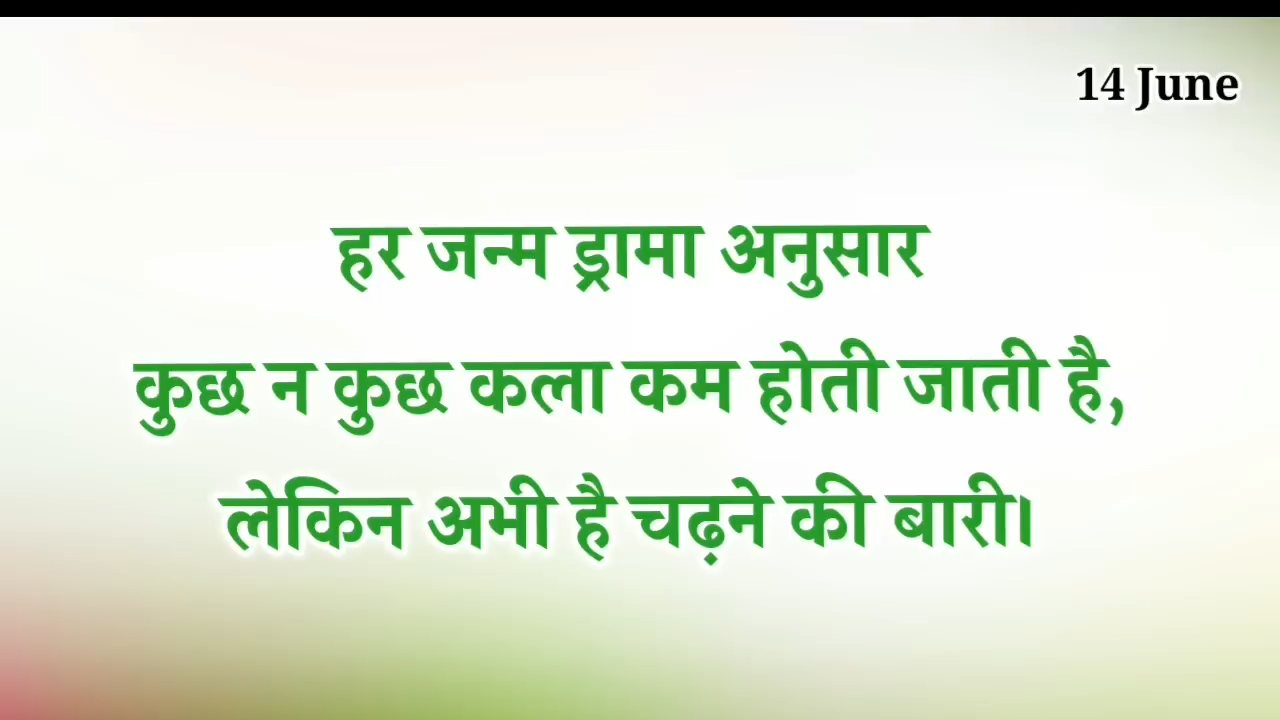 14 June
हर जन्म ड्रामा अनुसार
कुछ न कुछ कला कम होती जाती है,
लेकिन अभी है चढ़ने की बारी।